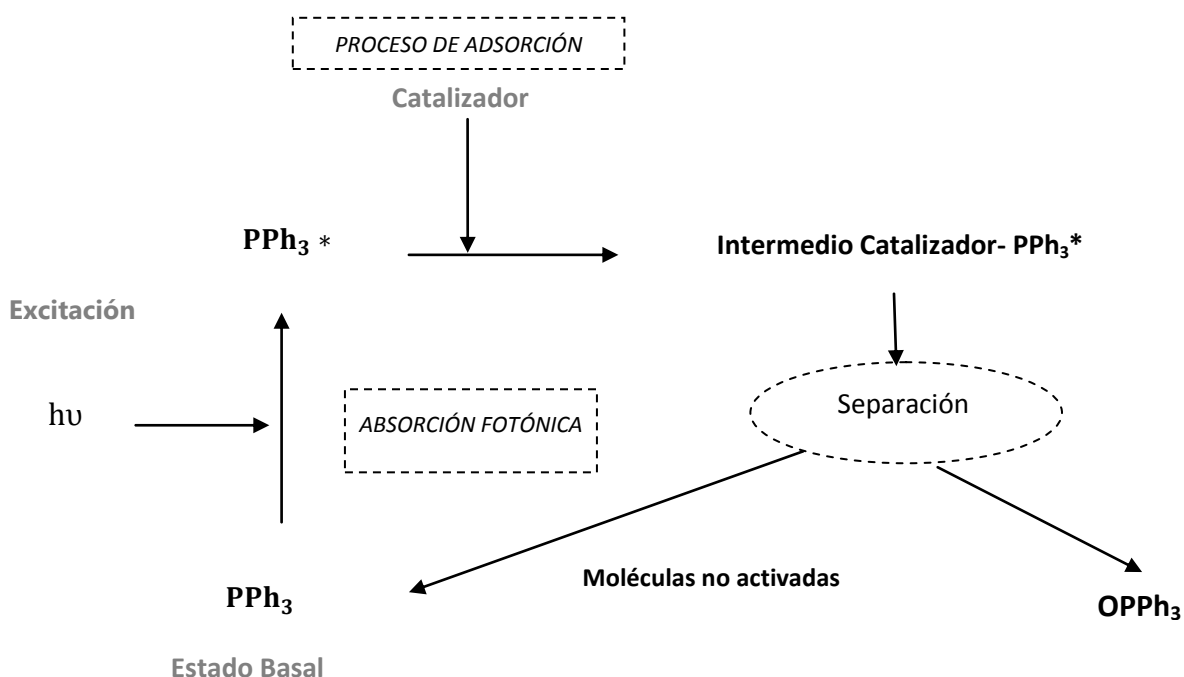 PROCESO DE ADSORCIÓN
Catalizador
PPh₃ *
Intermedio Catalizador- PPh₃*
Excitación
hυ
ABSORCIÓN FOTÓNICA
Separación
PPh₃
Moléculas no activadas
OPPh₃
Estado Basal